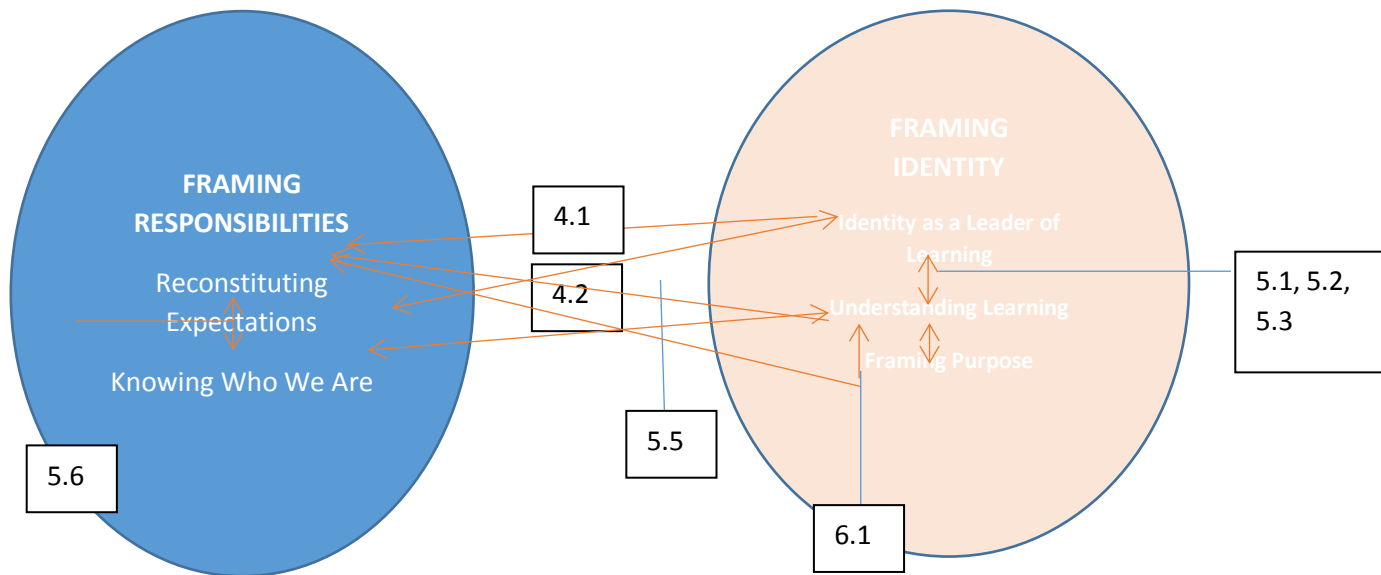 FRAMING
RESPONSIBILITIES
Reconstituting
Expectations
Knowing Who We Are
5.6
4.1
4.2
5.5
FRAMING
IDENTITY
Identity as a Leader of
Learning
Understanding Learning
Framing Purpose
6.1
5.1, 5.2,
5.3